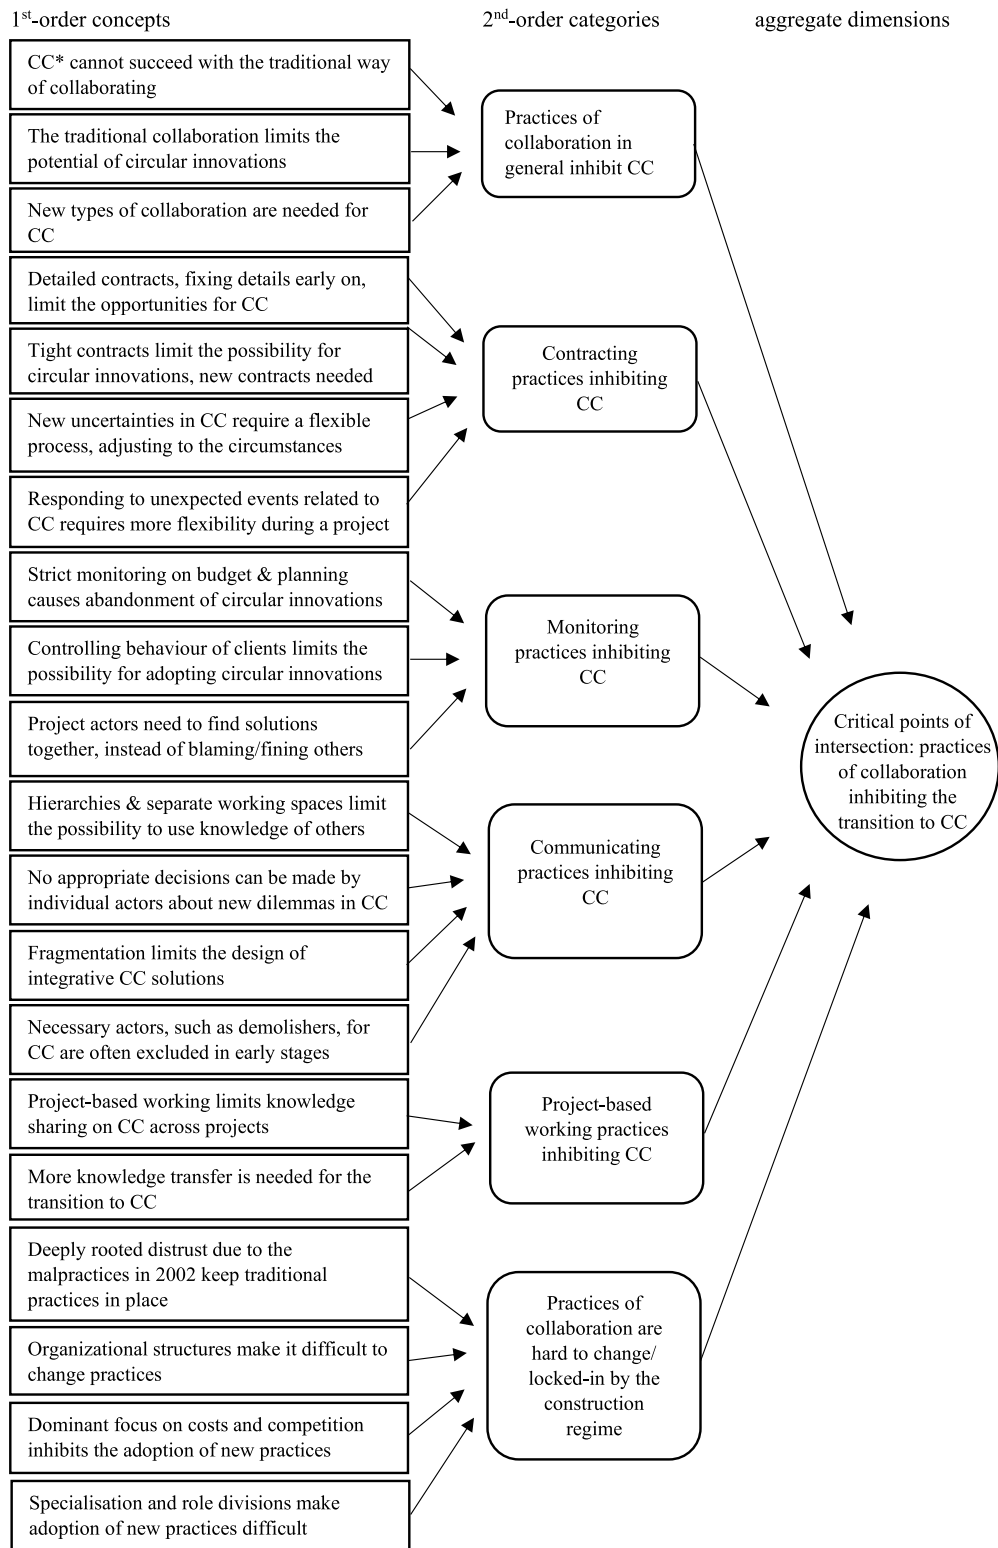 1st-order concepts
2nd-order categories
aggregate dimensions
CC* cannot succeed with the traditional way
of collaborating
The traditional collaboration limits the
potential of circular innovations
New types of collaboration are needed for
CC
Practices of
collaboration in
general inhibit CC
Detailed contracts, fixing details early on,
limit the opportunities for CC
Tight contracts limit the possibility for
circular innovations, new contracts needed
New uncertainties in CC require a flexible
process, adjusting to the circumstances
Responding to unexpected events related to
CC requires more flexibility during a project
Contracting
practices inhibiting
CC
Strict monitoring on budget & planning
causes abandonment of circular innovations
Controlling behaviour of clients limits the
possibility for adopting circular innovations
Project actors need to find solutions
together, instead of blaming/fining others
Monitoring
practices inhibiting
CC
Hierarchies & separate working spaces limit
the possibility to use knowledge of others
No appropriate decisions can be made by
individual actors about new dilemmas in CC
Fragmentation limits the design of
integrative CC solutions
Necessary actors, such as demolishers, for
CC are often excluded in early stages
Communicating
practices inhibiting
CC
Project-based working limits knowledge
sharing on CC across projects
More knowledge transfer is needed for the
transition to CC
Project-based
working practices
inhibiting CC
Deeply rooted distrust due to the
malpractices in 2002 keep traditional
practices in place
Organizational structures make it difficult to
change practices
Dominant focus on costs and competition
inhibits the adoption of new practices
Specialisation and role divisions make
adoption of new practices difficult
Practices of
collaboration are
hard to change/
locked-in by the
construction
regime
Critical points of
intersection: practices
of collaboration
inhibiting the
transition to CC